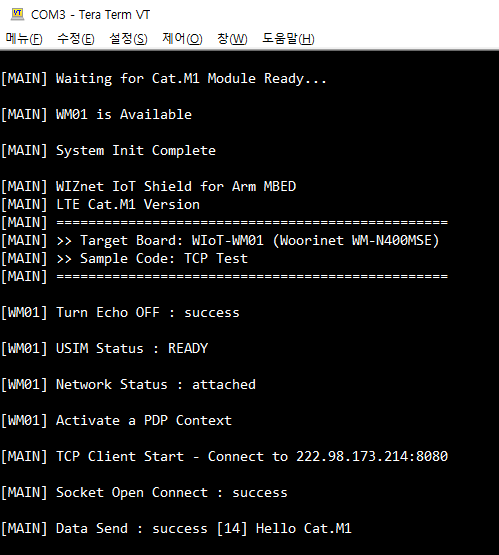 VT
COM3 - Tera Term VT
메뉴(F) 수정(E) 설정(S) 제어(O) 창(W) 도움말(H)
[MAIN] Waiting for Cat.M1 Module Ready...
[MAIN] WM01 is Available
[MAIN] System Init Complete
[MAIN] WIZnet IoT Shield for Arm MBED
[MAIN] LTE Cat.M1 Version
[MAIN] =================================================
[MAIN] >> Target Board: WIoT-WM01 (Woorinet WM-N400MSE)
[MAIN] >> Sample Code: TCP Test
[MAIN] =================================================
[WM01] Turn Echo OFF : success
[WM01] USIM Status : READY
[WM01] Network Status : attached
[WM01] Activate a PDP Context
[MAIN] TCP Client Start - Connect to 222.98.173.214:8080
[MAIN] Socket Open Connect : success
[MAIN] Data Send : success [14] Hello Cat.M1